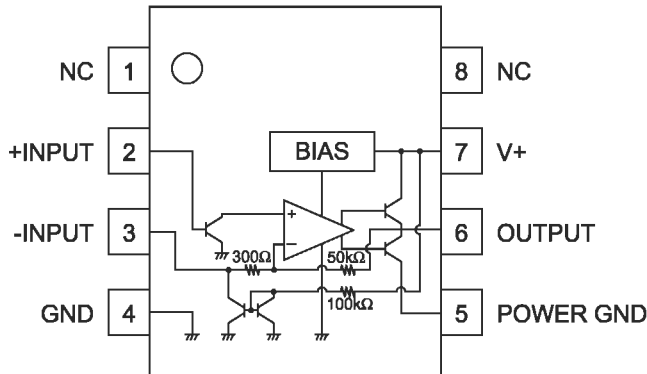 NC 1
8 NC
+INPUT 2
BIAS
7 V+
+
-INPUT 3
−
6 OUTPUT
300Ω
50kΩ
100kΩ
GND 4
5 POWER GND